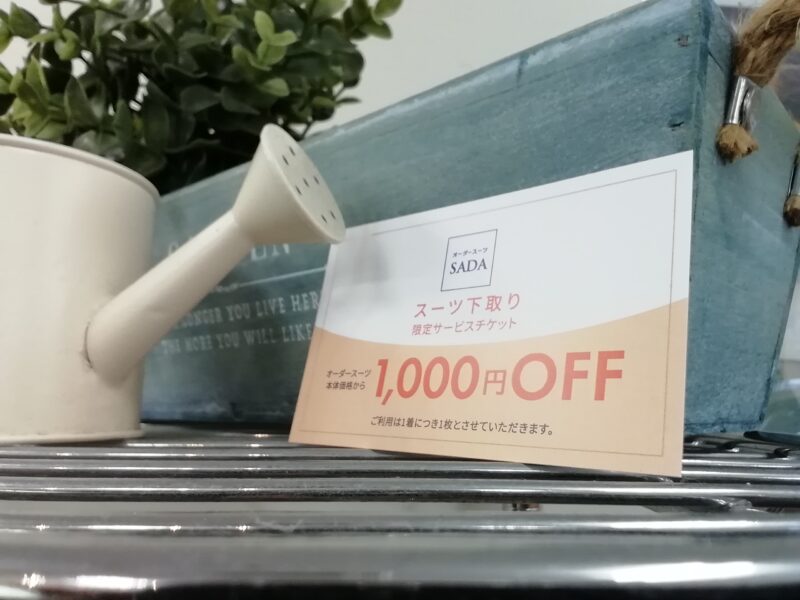 LONGER YOU LIVE HER
THE MORE YOU WILL LIKE
オーダースーツ
SADA
スーツ下取り
限定サービスチケット
オーダースーツ
本体価格から
1,000円OFF
ご利用は1着につき1枚とさせていただきます。